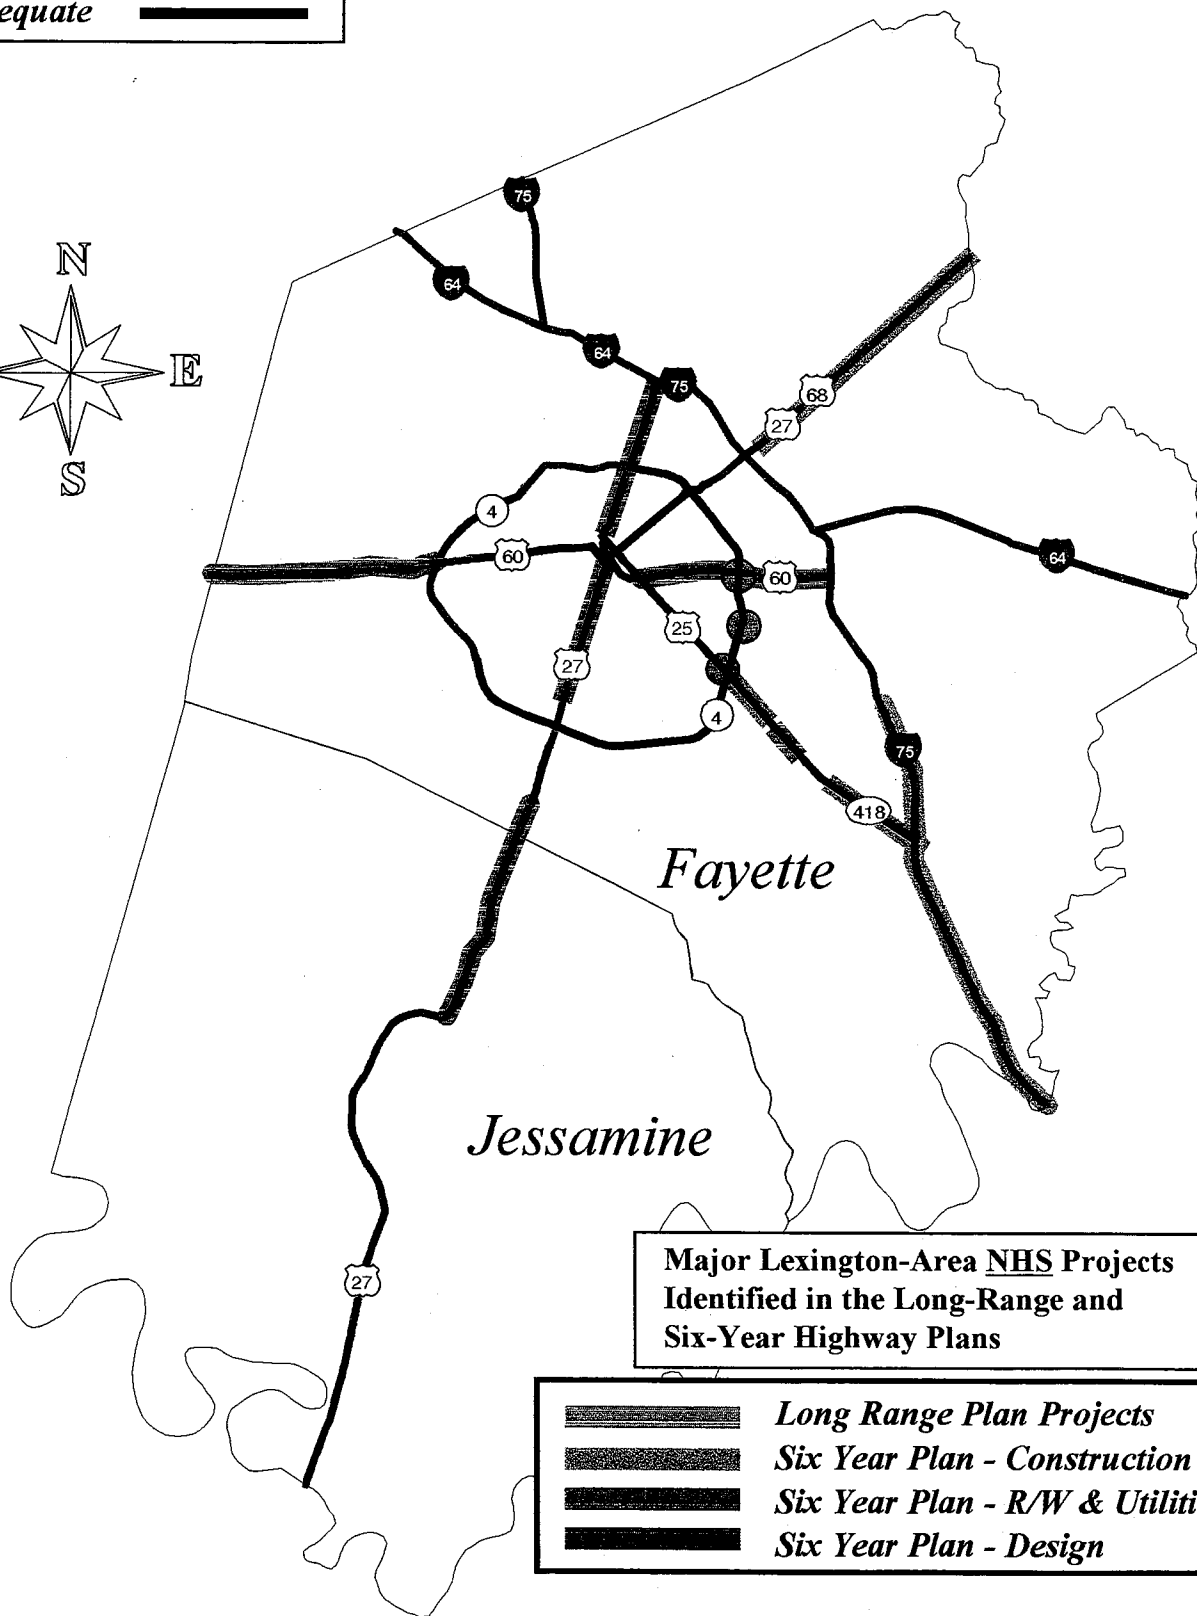 equate
75
N
64
E
64
75
68
27
S
4
60
64
60
25
27
4
75
418
Fayette
Jessamine
27
Major Lexington-Area NHS Projects
Identified in the Long-Range and
Six-Year Highway Plans
Long Range Plan Projects
Six Year Plan - Construction
Six Year Plan - R/W & Utiliti
Six Year Plan - Design